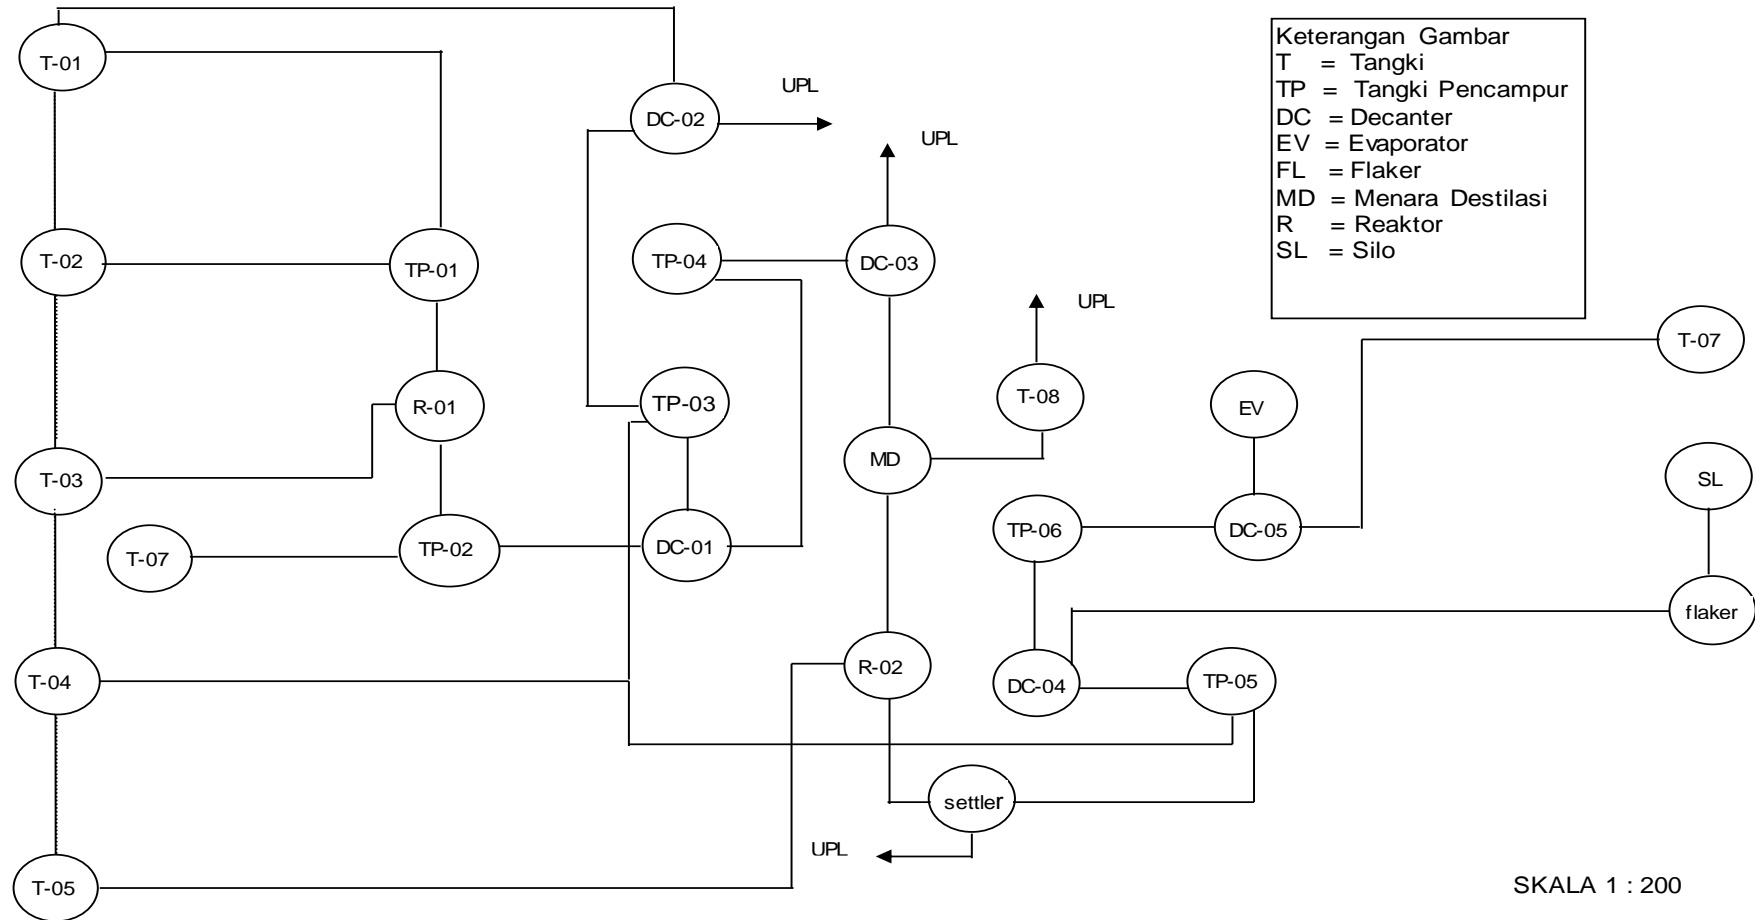 T-01
DC-02
UPL
UPL
Keterangan Gambar
T = Tangki
TP = Tangki Pencampur
DC = Decanter
EV = Evaporator
FL = Flaker
MD = Menara Destilasi
R = Reaktor
SL = Silo
T-02
TP-01
TP-04
DC-03
UPL
T-07
R-01
TP-03
T-08
EV
T-03
MD
SL
T-07
TP-02
DC-01
TP-06
DC-05
flaker
T-04
R-02
DC-04
TP-05
settler
UPL
T-05
SKALA 1 : 200